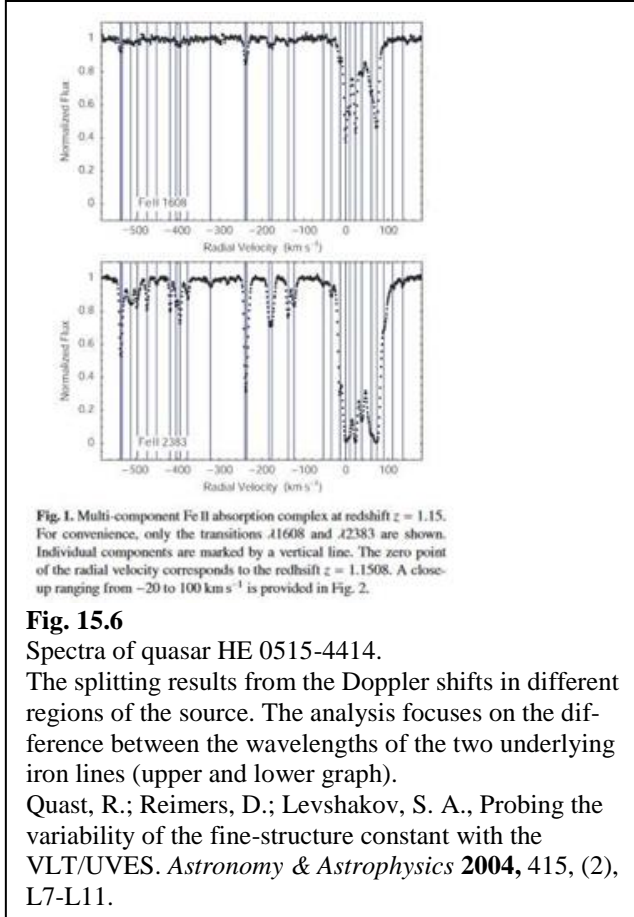 1
0.8
0.6
0.4
0.2
0
Normalized Flux
FeII 1608
−500 −400 −300 −200 −100 0 100
Radial Velocity (km s⁻¹)
1
0.8
0.6
0.4
0.2
0
Normalized Flux
FeII 2383
−500 −400 −300 −200 −100 0 100
Radial Velocity (km s⁻¹)
Fig. 1. Multi-component Fe II absorption complex at redshift z = 1.15.
For convenience, only the transitions λ1608 and λ2383 are shown.
Individual components are marked by a vertical line. The zero point
of the radial velocity corresponds to the redhsift z = 1.1508. A close-
up ranging from −20 to 100 km s⁻¹ is provided in Fig. 2.
Fig. 15.6
Spectra of quasar HE 0515-4414.
The splitting results from the Doppler shifts in different
regions of the source. The analysis focuses on the dif-
ference between the wavelengths of the two underlying
iron lines (upper and lower graph).
Quast, R.; Reimers, D.; Levshakov, S. A., Probing the
variability of the fine-structure constant with the
VLT/UVES. Astronomy & Astrophysics 2004, 415, (2),
L7-L11.